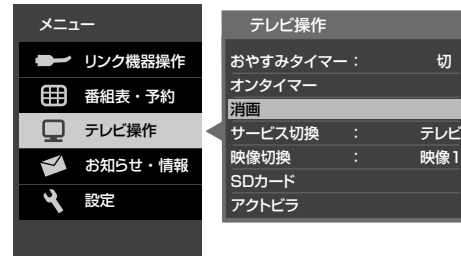 メニュー
リンク機器操作
番組表・予約
テレビ操作
お知らせ・情報
設定
テレビ操作
おやすみタイマー： 切
オンタイマー
消画
サービス切換 ： テレビ
映像切換 ： 映像1
SDカード
アクトビラ